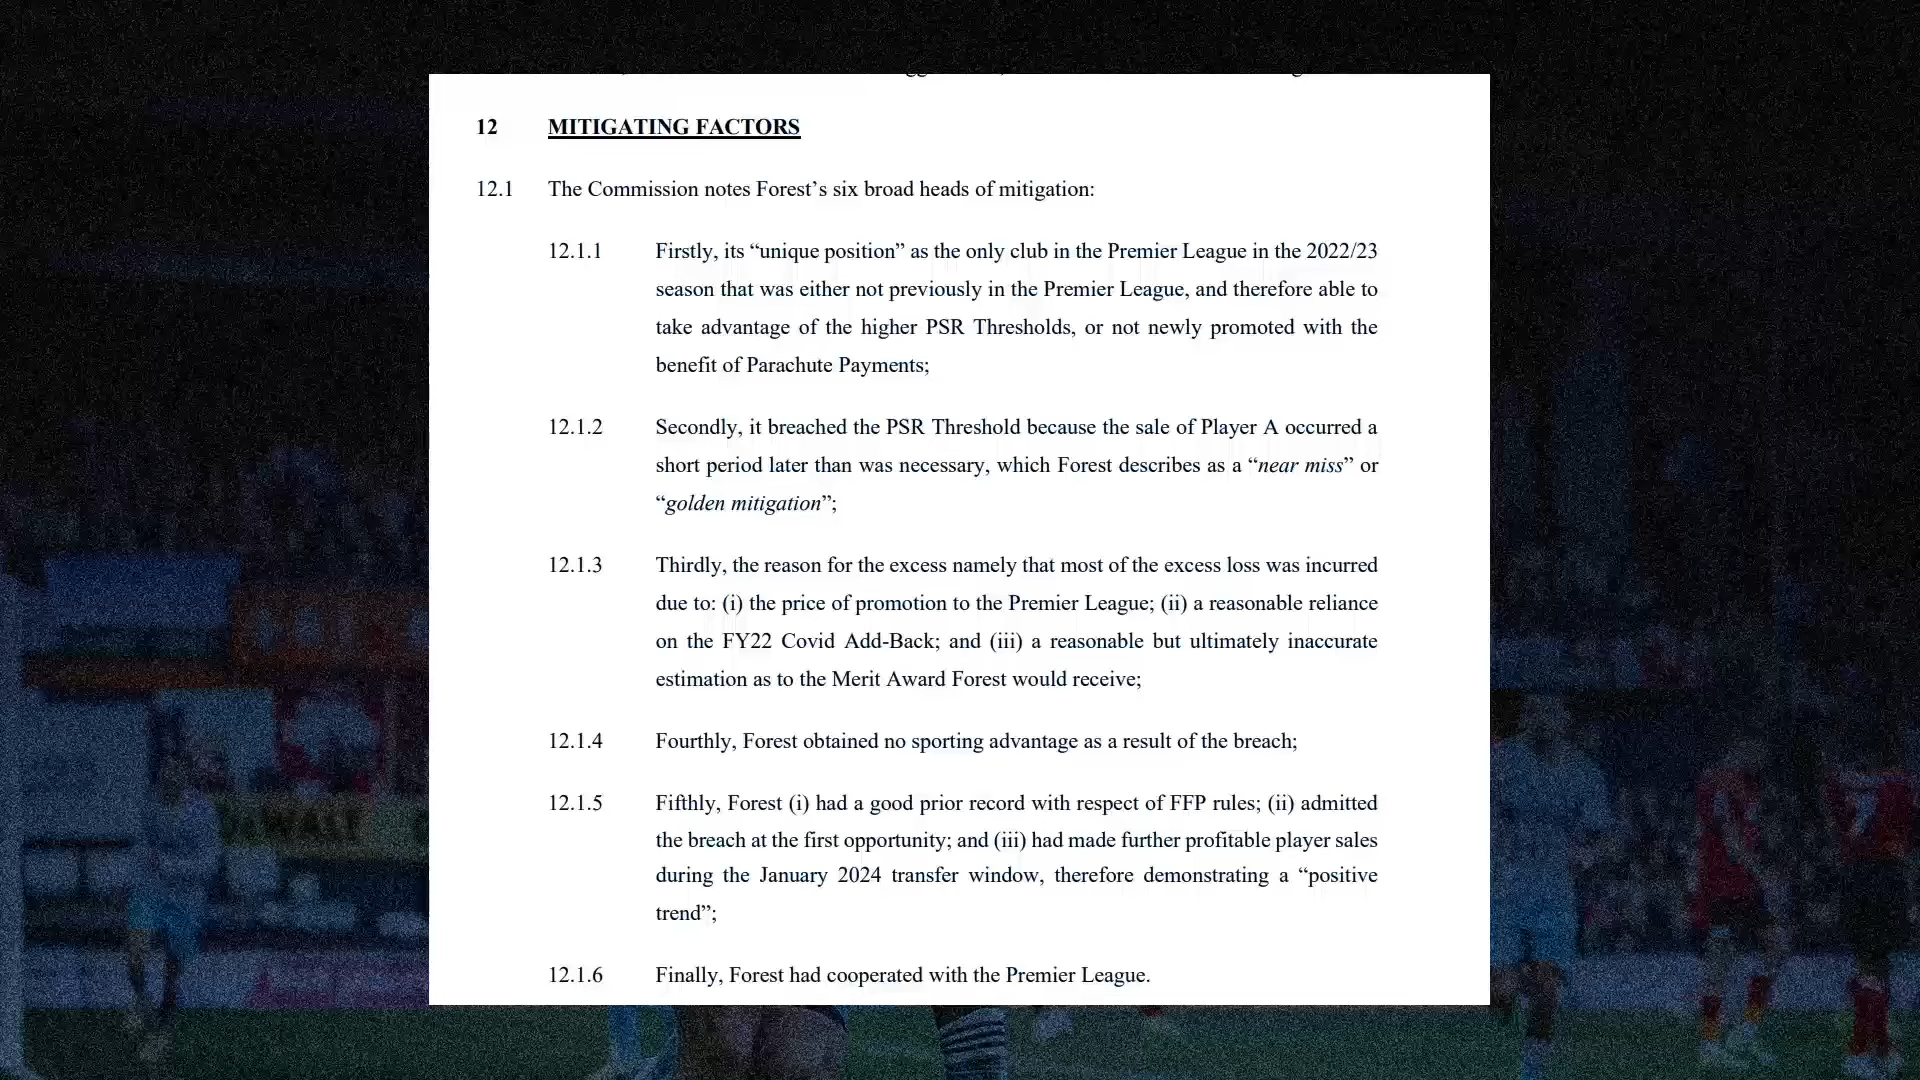 12 MITIGATING FACTORS
12.1 The Commission notes Forest’s six broad heads of mitigation:
12.1.1 Firstly, its “unique position” as the only club in the Premier League in the 2022/23
season that was either not previously in the Premier League, and therefore able to
take advantage of the higher PSR Thresholds, or not newly promoted with the
benefit of Parachute Payments;
12.1.2 Secondly, it breached the PSR Threshold because the sale of Player A occurred a
short period later than was necessary, which Forest describes as a “near miss” or
“golden mitigation”;
12.1.3 Thirdly, the reason for the excess namely that most of the excess loss was incurred
due to: (i) the price of promotion to the Premier League; (ii) a reasonable reliance
on the FY22 Covid Add-Back; and (iii) a reasonable but ultimately inaccurate
estimation as to the Merit Award Forest would receive;
12.1.4 Fourthly, Forest obtained no sporting advantage as a result of the breach;
12.1.5 Fifthly, Forest (i) had a good prior record with respect of FFP rules; (ii) admitted
the breach at the first opportunity; and (iii) had made further profitable player sales
during the January 2024 transfer window, therefore demonstrating a “positive
trend”;
12.1.6 Finally, Forest had cooperated with the Premier League.